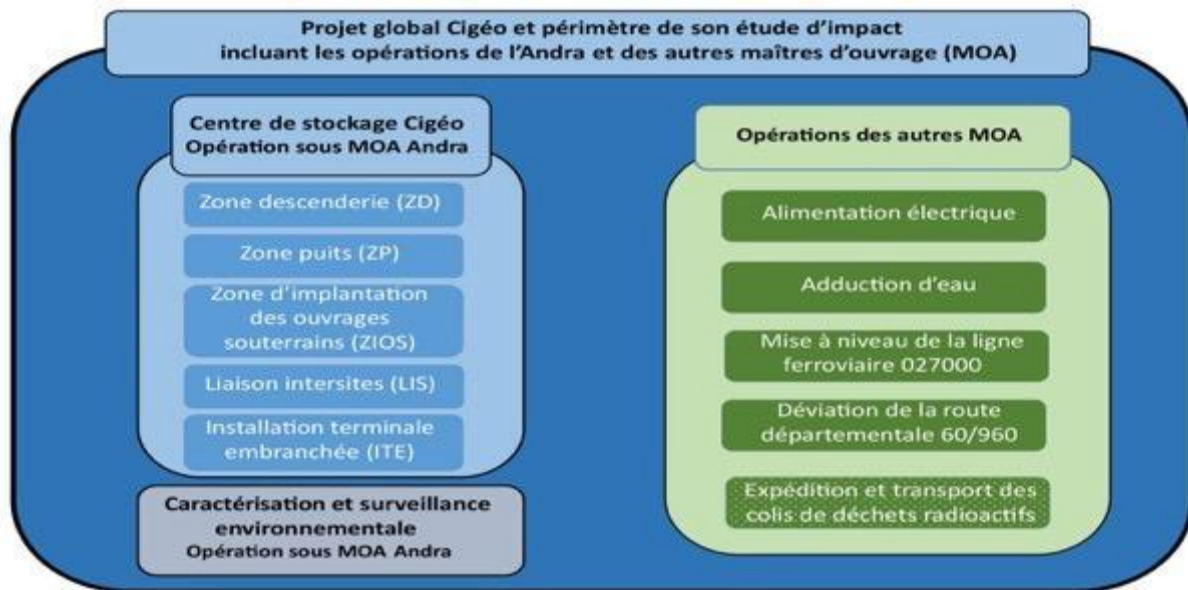 Projet global Cigéo et périmètre de son étude d’impact
incluant les opérations de l’Andra et des autres maîtres d’ouvrage (MOA)
Centre de stockage Cigéo
Opération sous MOA Andra
Zone descenderie (ZD)
Zone puits (ZP)
Zone d’implantation
des ouvrages
souterrains (ZIOS)
Liaison intersites (LIS)
Installation terminale
embranchée (ITE)
Caractérisation et surveillance
environnementale
Opération sous MOA Andra
Opérations des autres MOA
Alimentation électrique
Adduction d’eau
Mise à niveau de la ligne
ferroviaire 027000
Déviation de la route
départementale 60/960
Expédition et transport des
colis de déchets radioactifs